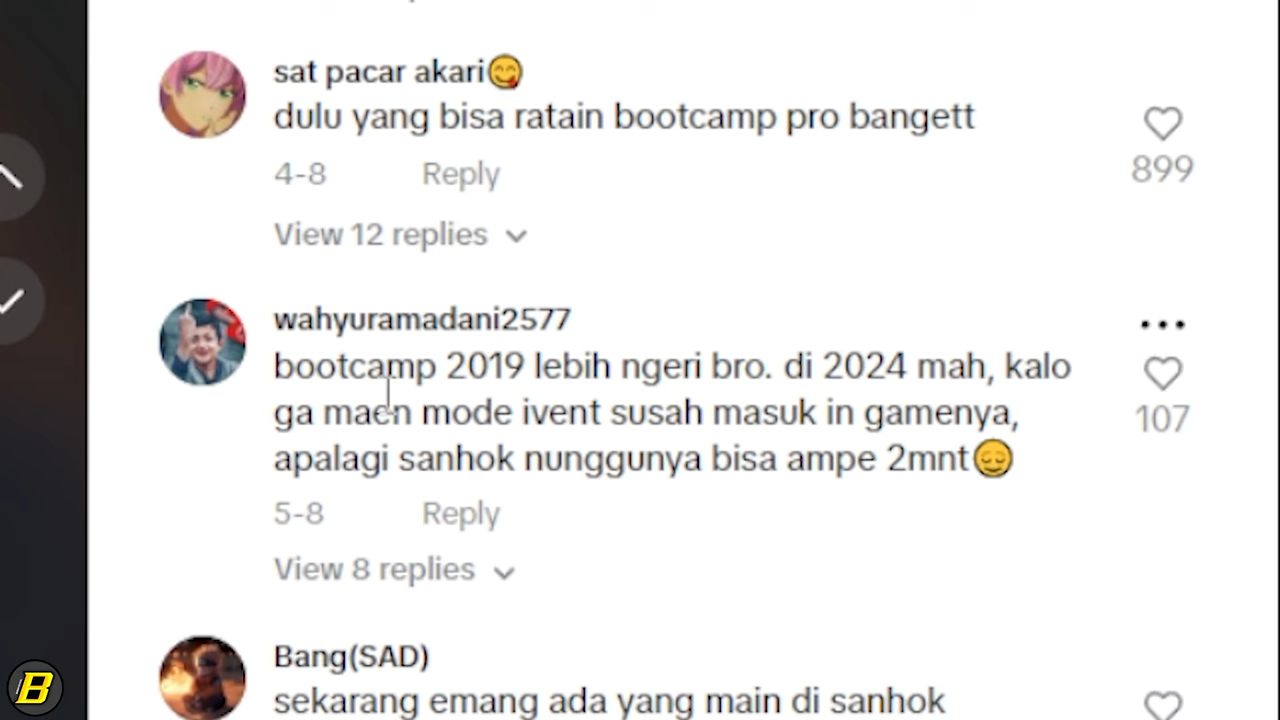 sat pacar akari😋
dulu yang bisa ratain bootcamp pro bangett
899
4-8 Reply
View 12 replies
wahyuramadani2577
bootcamp 2019 lebih ngeri bro. di 2024 mah, kalo
ga maen mode ivent susah masuk in gamenya,
107
apalagi sanhok nunggunya bisa ampe 2mnt😌
5-8 Reply
View 8 replies
Bang(SAD)
sekarang emang ada yang main di sanhok
B